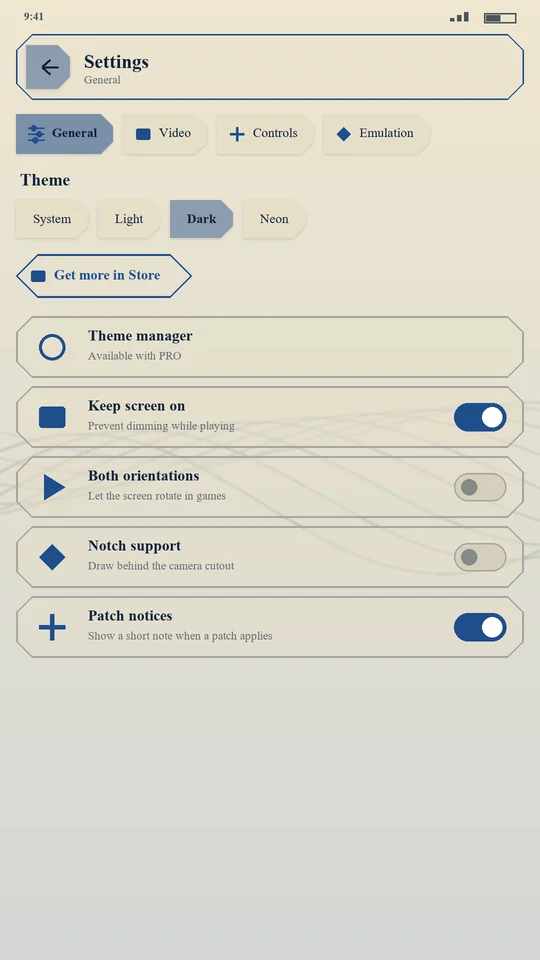 9:41
Settings
General
General
Video
Controls
Emulation
Theme
System
Light
Dark
Neon
Get more in Store
Theme manager
Available with PRO
Keep screen on
Prevent dimming while playing
Both orientations
Let the screen rotate in games
Notch support
Draw behind the camera cutout
Patch notices
Show a short note when a patch applies